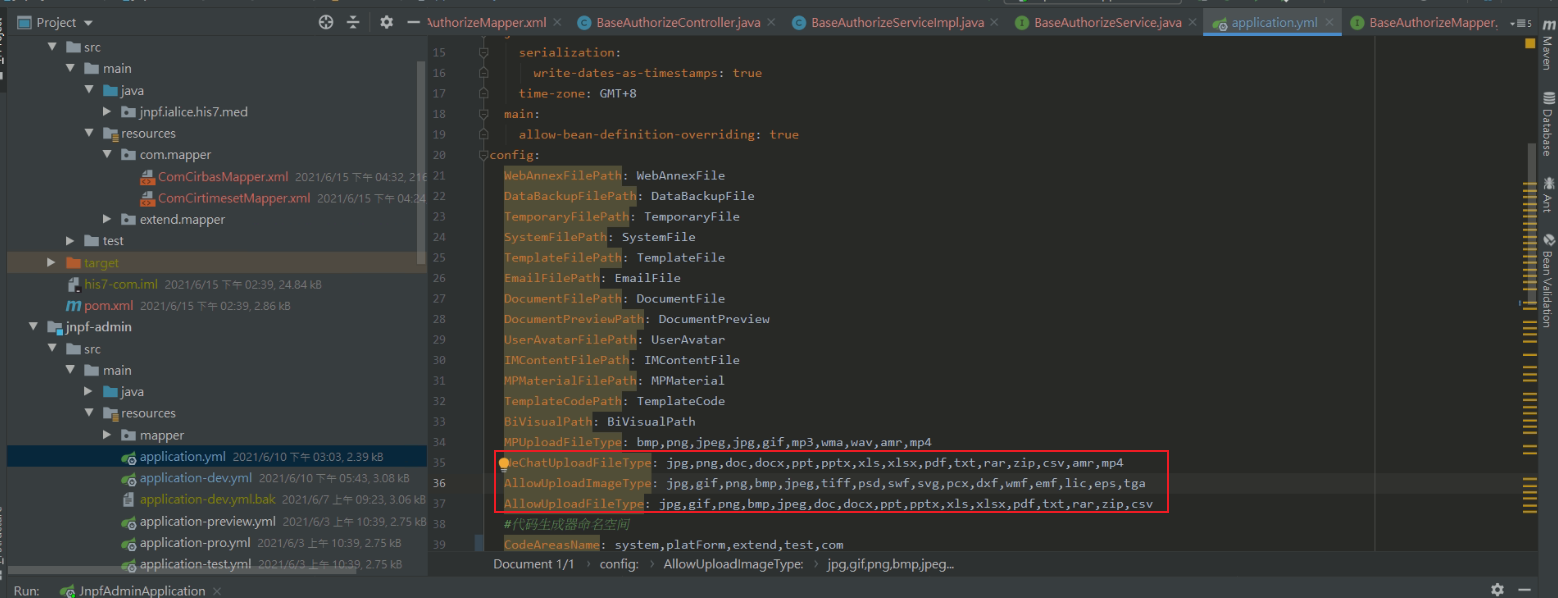 Project
AuthorizeMapper.xml
BaseAuthorizeController.java
BaseAuthorizeServiceImpl.java
BaseAuthorizeService.java
application.yml
BaseAuthorizeMapper.
5
src
main
java
jnpf.ialice.his7.med
resources
com.mapper
ComCirbasMapper.xml 2021/6/15 下午 04:32, 216
ComCirtimesetMapper.xml 2021/6/15 下午 04:24
extend.mapper
test
target
his7-com.iml 2021/6/15 下午 02:39, 24.84 kB
pom.xml 2021/6/15 下午 02:39, 2.86 kB
jnpf-admin
src
main
java
resources
mapper
application.yml 2021/6/10 下午 03:03, 2.39 kB
application-dev.yml 2021/6/10 下午 05:43, 3.08 kB
application-dev.yml.bak 2021/6/7 上午 09:23, 3.06 kB
application-preview.yml 2021/6/3 上午 10:39, 2.75 kB
application-pro.yml 2021/6/3 上午 10:39, 2.75 kB
application-test.yml 2021/6/3 上午 10:39, 2.75 kB
15 serialization:
16 write-dates-as-timestamps: true
17 time-zone: GMT+8
18 main:
19 allow-bean-definition-overriding: true
20 config:
21 WebAnnexFilePath: WebAnnexFile
22 DataBackupFilePath: DataBackupFile
23 TemporaryFilePath: TemporaryFile
24 SystemFilePath: SystemFile
25 TemplateFilePath: TemplateFile
26 EmailFilePath: EmailFile
27 DocumentFilePath: DocumentFile
28 DocumentPreviewPath: DocumentPreview
29 UserAvatarFilePath: UserAvatar
30 IMContentFilePath: IMContentFile
31 MPMaterialFilePath: MPMaterial
32 TemplateCodePath: TemplateCode
33 BiVisualPath: BiVisualPath
34 MPUploadFileType: bmp,png,jpeg,jpg,gif,mp3,wma,wav,amr,mp4
35 WeChatUploadFileType: jpg,png,doc,docx,ppt,pptx,xls,xlsx,pdf,txt,rar,zip,csv,amr,mp4
36 AllowUploadImageType: jpg,gif,png,bmp,jpeg,tiff,psd,swf,svg,pcx,dxf,wmf,emf,lic,eps,tga
37 AllowUploadFileType: jpg,gif,png,bmp,jpeg,doc,docx,ppt,pptx,xls,xlsx,pdf,txt,rar,zip,csv
38 #代码生成器命名空间
39 CodeAreasName: system,platForm,extend,test,com
Document 1/1 › config: › AllowUploadImageType: › jpg,gif,png,bmp,jpeg...
Maven
Database
Ant
Bean Validation
Run: JnpfAdminApplication